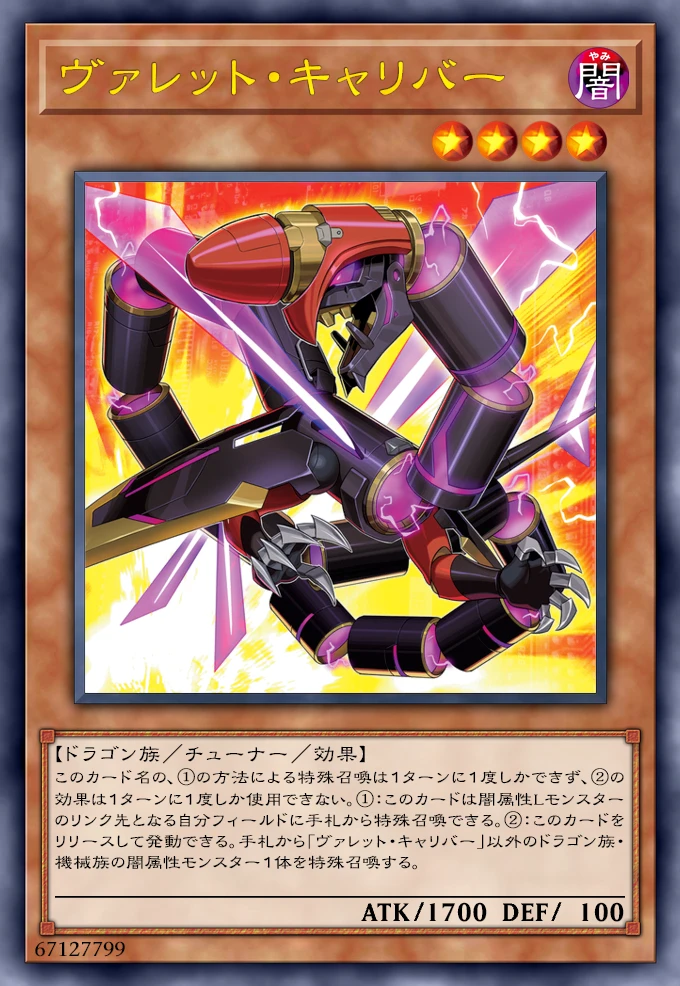 ヴァレット・キャリバー
やみ
闇
【ドラゴン族／チューナー／効果】
このカード名の、①の方法による特殊召喚は1ターンに1度しかできず、②の
効果は1ターンに1度しか使用できない。①：このカードは闇属性Lモンスター
のリンク先となる自分フィールドに手札から特殊召喚できる。②：このカードを
リリースして発動できる。手札から「ヴァレット・キャリバー」以外のドラゴン族・
機械族の闇属性モンスター1体を特殊召喚する。
ATK/1700 DEF/ 100
67127799